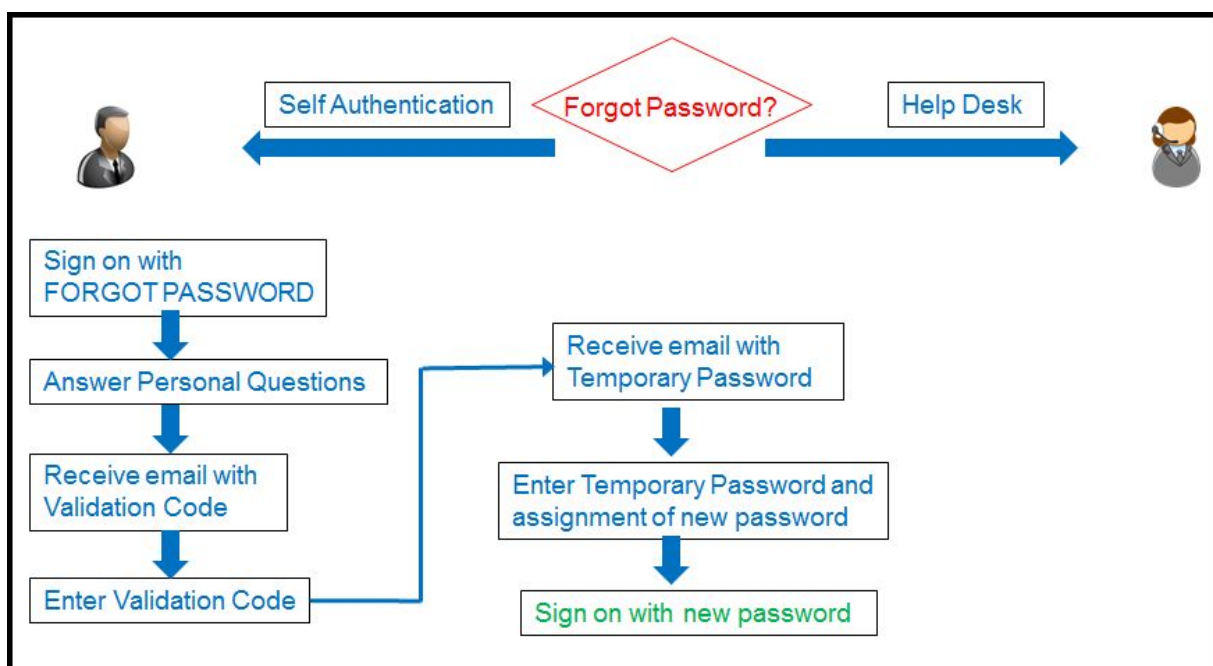 Self Authentication
Forgot Password?
Help Desk
Sign on with
FORGOT PASSWORD
Answer Personal Questions
Receive email with
Validation Code
Enter Validation Code
Receive email with
Temporary Password
Enter Temporary Password and
assignment of new password
Sign on with new password